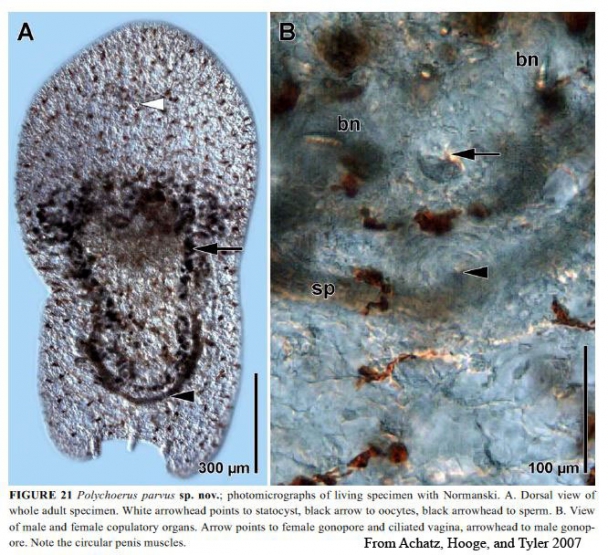 A
B
bn
bn
sp
300 µm
100 µm
FIGURE 21 Polychoerus parvus sp. nov.; photomicrographs of living specimen with Normanski. A. Dorsal view of
whole adult specimen. White arrowhead points to statocyst, black arrow to oocytes, black arrowhead to sperm. B. View
of male and female copulatory organs. Arrow points to female gonopore and ciliated vagina, arrowhead to male gonop-
ore. Note the circular penis muscles.
From Achatz, Hooge, and Tyler 2007